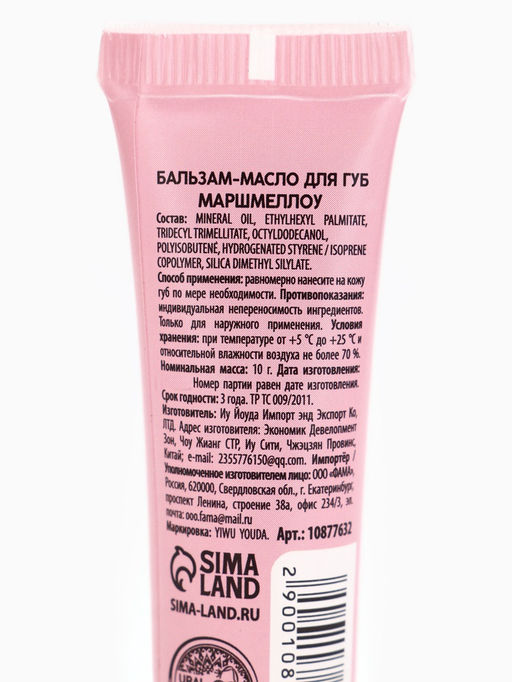 БАЛЬЗАМ-МАСЛО ДЛЯ ГУБ
МАРШМЕЛЛОУ
Состав: MINERAL OIL, ETHYLHEXYL PALMITATE,
TRIDECYL TRIMELLITATE, OCTYLDODECANOL,
POLYISOBUTENE, HYDROGENATED STYRENE / ISOPRENE
COPOLYMER, SILICA DIMETHYL SILYLATE.
Способ применения: равномерно нанесите на кожу
губ по мере необходимости. Противопоказания:
индивидуальная непереносимость ингредиентов.
Только для наружного применения. Условия
хранения: при температуре от +5 °C до +25 °C и
относительной влажности воздуха не более 70 %.
Номинальная масса: 10 г. Дата изготовления:
Номер партии равен дате изготовления.
Срок годности: 3 года. ТР ТС 009/2011.
Изготовитель: Иу Йоуда Импорт энд Экспорт Ко,
ЛТД. Адрес изготовителя: Экономик Девелопмент
Зон, Чоу Жианг СТР, Иу Сити, Чжэцзян Провинс,
Китай; e-mail: 2355776150@qq.com. Импортёр /
Уполномоченное изготовителем лицо: ООО «ФАМА»,
Россия, 620000, Свердловская обл., г. Екатеринбург,
проспект Ленина, строение 38а, офис 234/3, эл.
почта: ooo.fama@mail.ru
Маркировка: YIWU YOUDA. Арт.: 10877632
SIMA
LAND
SIMA-LAND.RU
2 900108
URAL